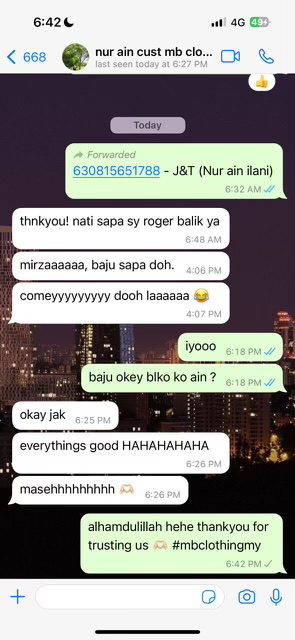 6:42
4G 49
668
nur ain cust mb clo...
last seen today at 6:27 PM
Today
Forwarded
630815651788 - J&T (Nur ain ilani)
6:32 AM
thnkyou! nati sapa sy roger balik ya
6:48 AM
mirzaaaaaa, baju sapa doh.
4:06 PM
comeyyyyyyyyy dooh laaaaaa 😂
4:07 PM
iyooo
6:18 PM
baju okey blko ko ain ?
6:18 PM
okay jak
6:25 PM
everythings good HAHAHAHAHA
6:26 PM
masehhhhhhhhh 🫶🏻
6:26 PM
alhamdulillah hehe thankyou for
trusting us 🫶🏻 #mbclothingmy
6:42 PM